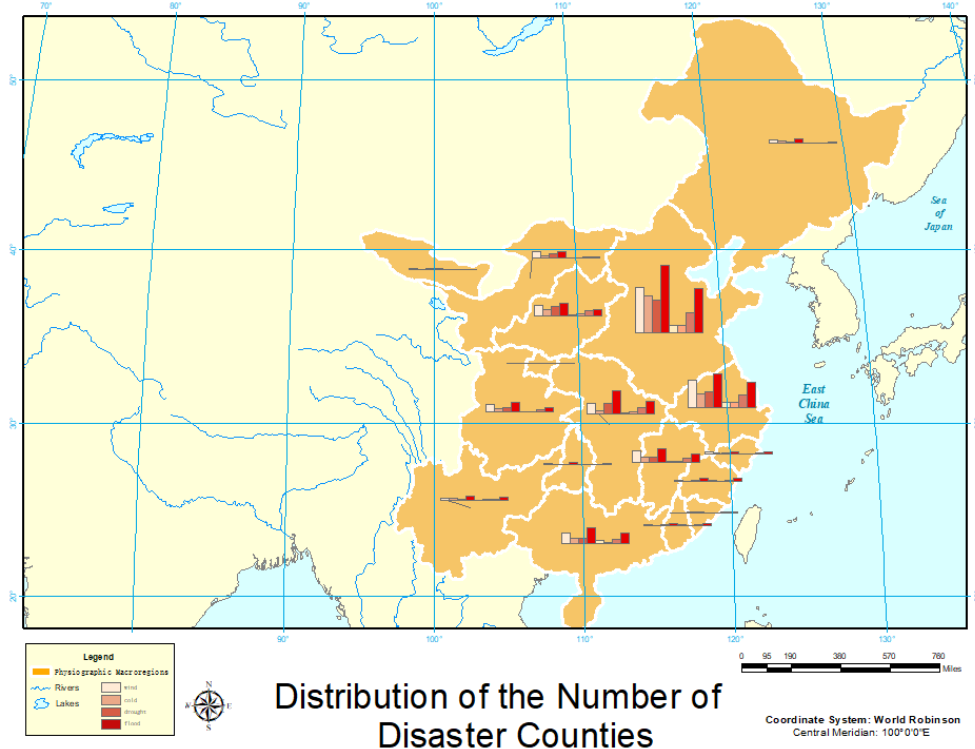 70° 80° 90° 100° 110° 120° 130° 140°
50°
40°
30°
20°
Sea
of
Japan
East
China
Sea
90° 100° 110° 120° 130°
Legend
Physiographic Macroregions
Rivers
Lakes
wind
cold
drought
flood
N
E
S
W
Distribution of the Number of
Disaster Counties
0 95 190 380 570 760
Miles
Coordinate System: World Robinson
Central Meridian: 100°0'0"E